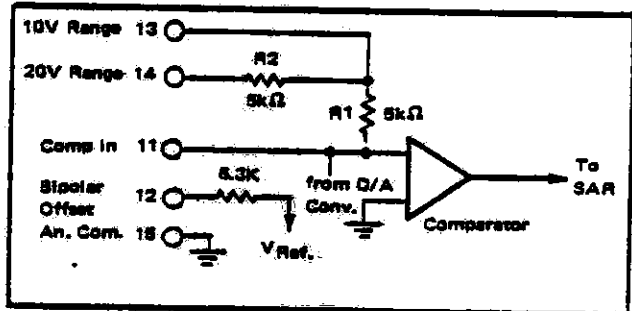 10V Range 13
R2
20V Range 14
5kΩ
R1
5kΩ
Comp in 11
6.3K
from D/A
Conv.
To
SAR
Bipolar
Offset
12
Comparator
An. Com. 15
V Ref.